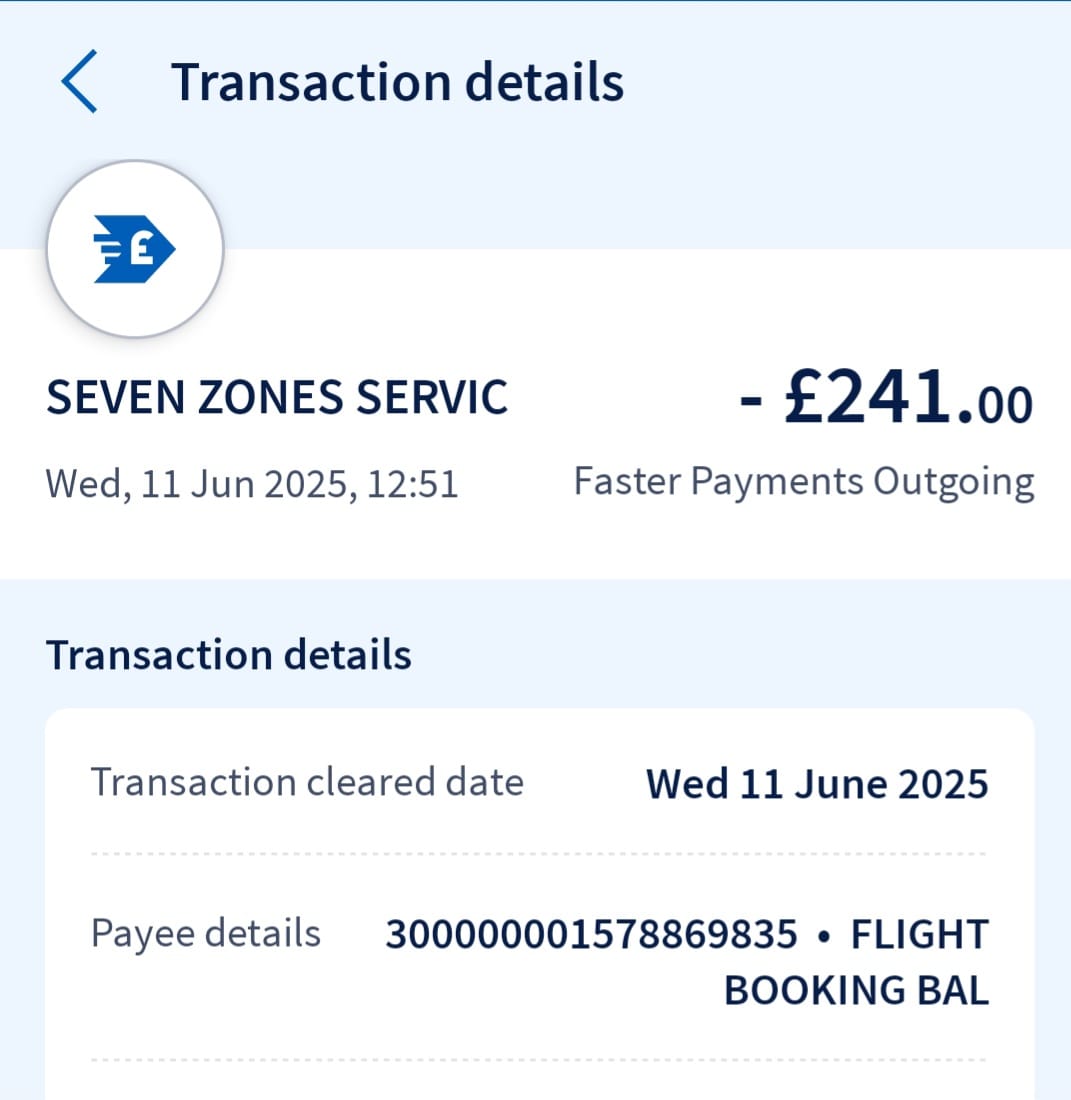 Transaction details
£
SEVEN ZONES SERVIC
- £241.00
Wed, 11 Jun 2025, 12:51
Faster Payments Outgoing
Transaction details
Transaction cleared date
Wed 11 June 2025
Payee details
300000001578869835 • FLIGHT
BOOKING BAL